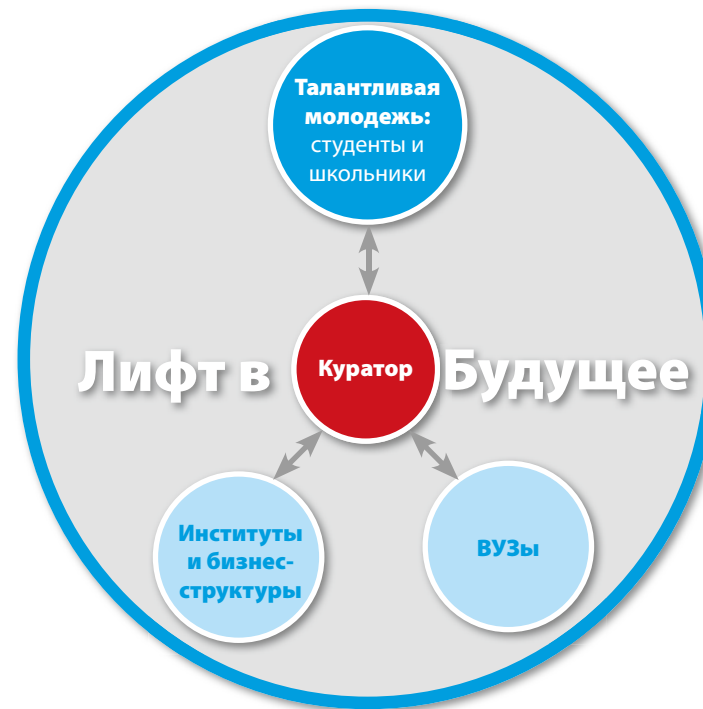 Талантливая
молодежь:
студенты и
школьники
Лифт в
Куратор
Будущее
Институты
и бизнес-
структуры
ВУЗы